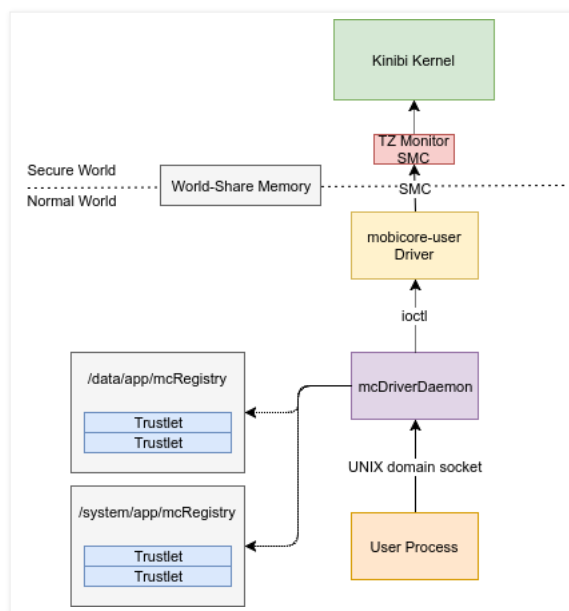 Kinibi Kernel
TZ Monitor
SMC
Secure World
World-Share Memory
SMC
Normal World
mobicore-user
Driver
ioctl
/data/app/mcRegistry
mcDriverDaemon
Trustlet
Trustlet
UNIX domain socket
/system/app/mcRegistry
User Process
Trustlet
Trustlet